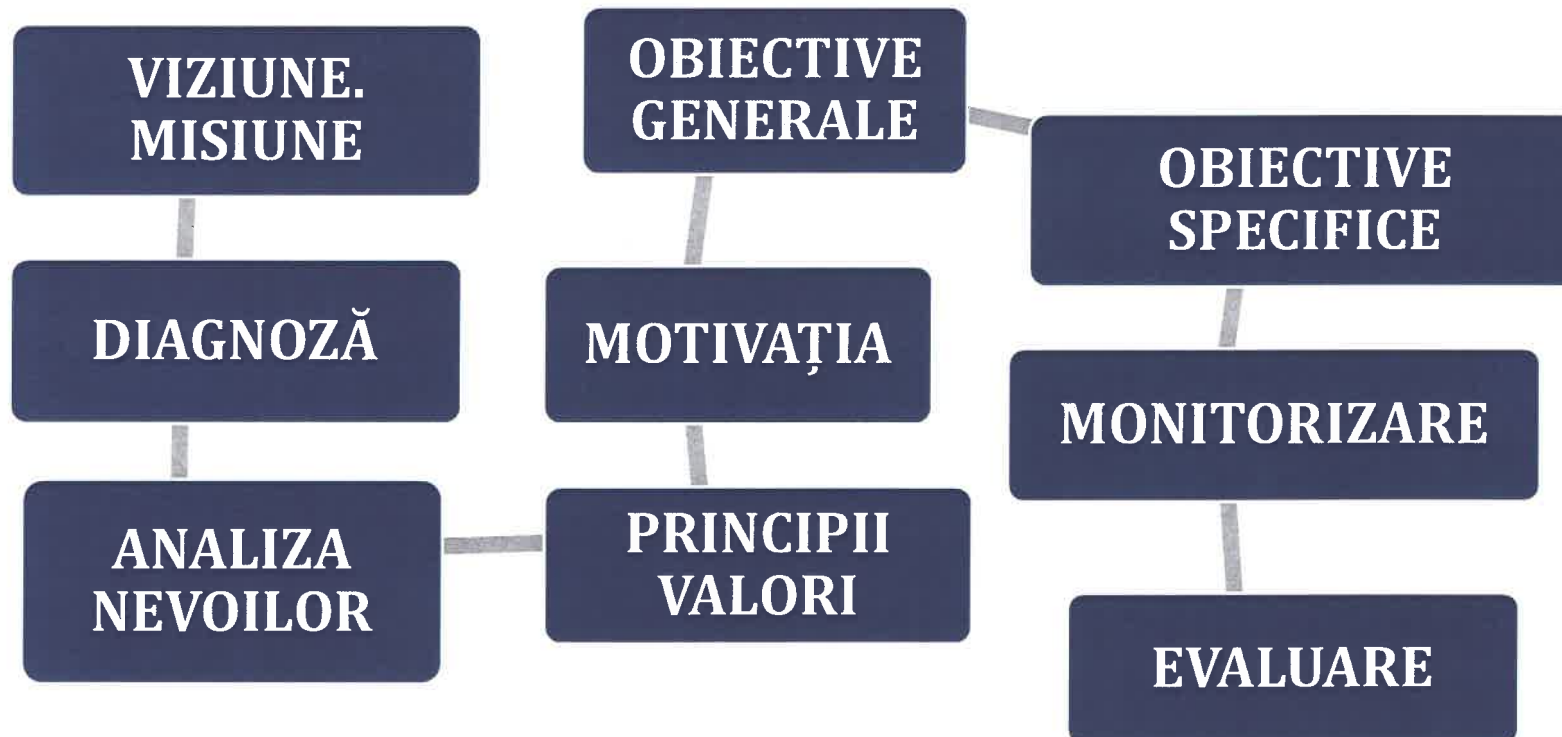 VIZIUNE.
MISIUNE
DIAGNOZĂ
ANALIZA
NEVOILOR
PRINCIPII
VALORI
MOTIVAȚIA
OBIECTIVE
GENERALE
OBIECTIVE
SPECIFICE
MONITORIZARE
EVALUARE